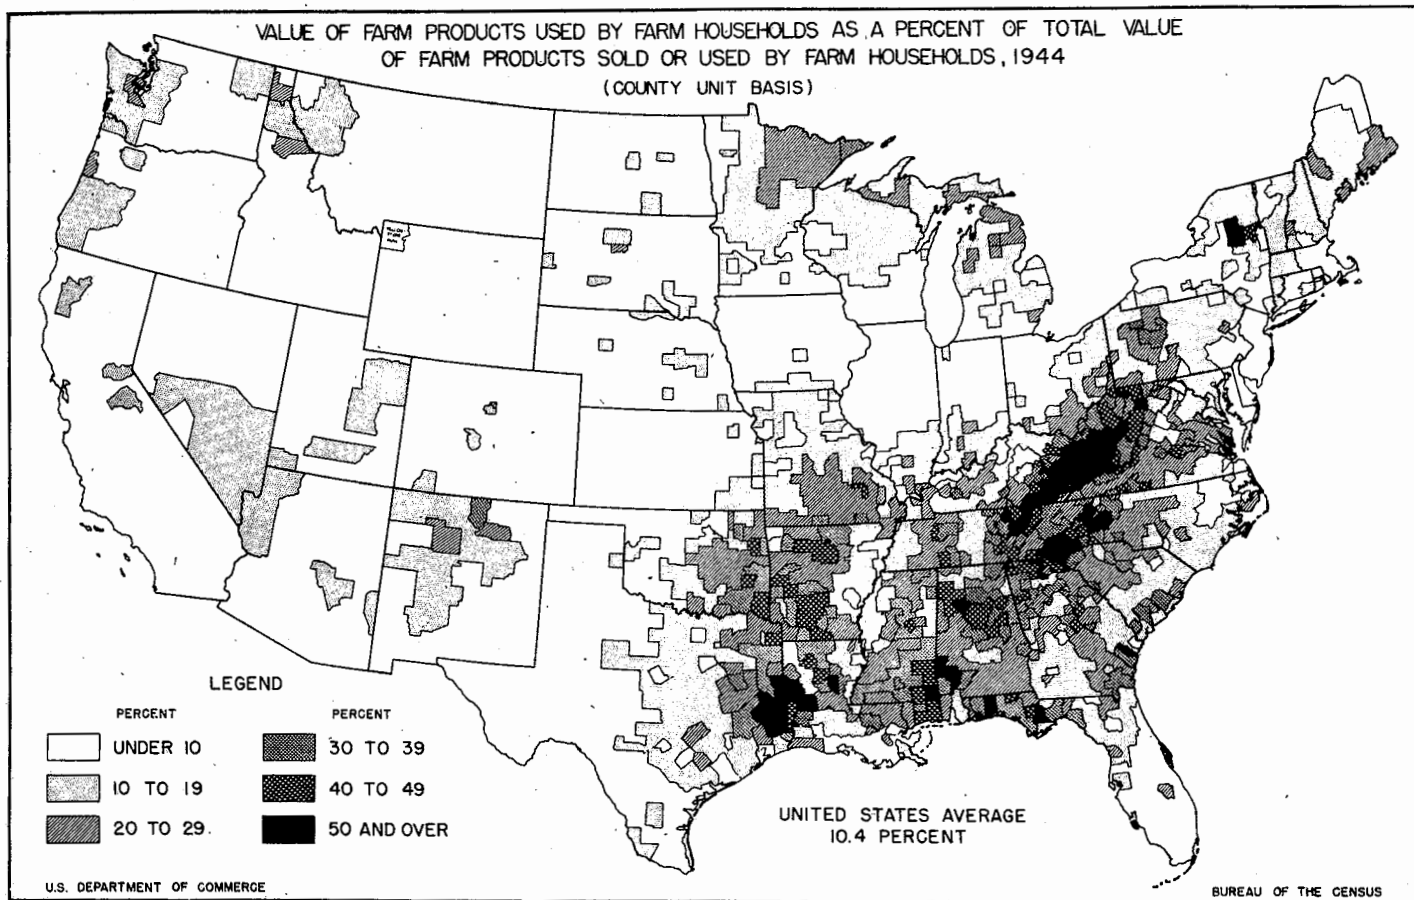 VALUE OF FARM PRODUCTS USED BY FARM HOUSEHOLDS AS A PERCENT OF TOTAL VALUE
OF FARM PRODUCTS SOLD OR USED BY FARM HOUSEHOLDS, 1944
(COUNTY UNIT BASIS)
LEGEND
PERCENT
UNDER 10
10 TO 19
20 TO 29
PERCENT
30 TO 39
40 TO 49
50 AND OVER
UNITED STATES AVERAGE
10.4 PERCENT
U.S. DEPARTMENT OF COMMERCE
BUREAU OF THE CENSUS